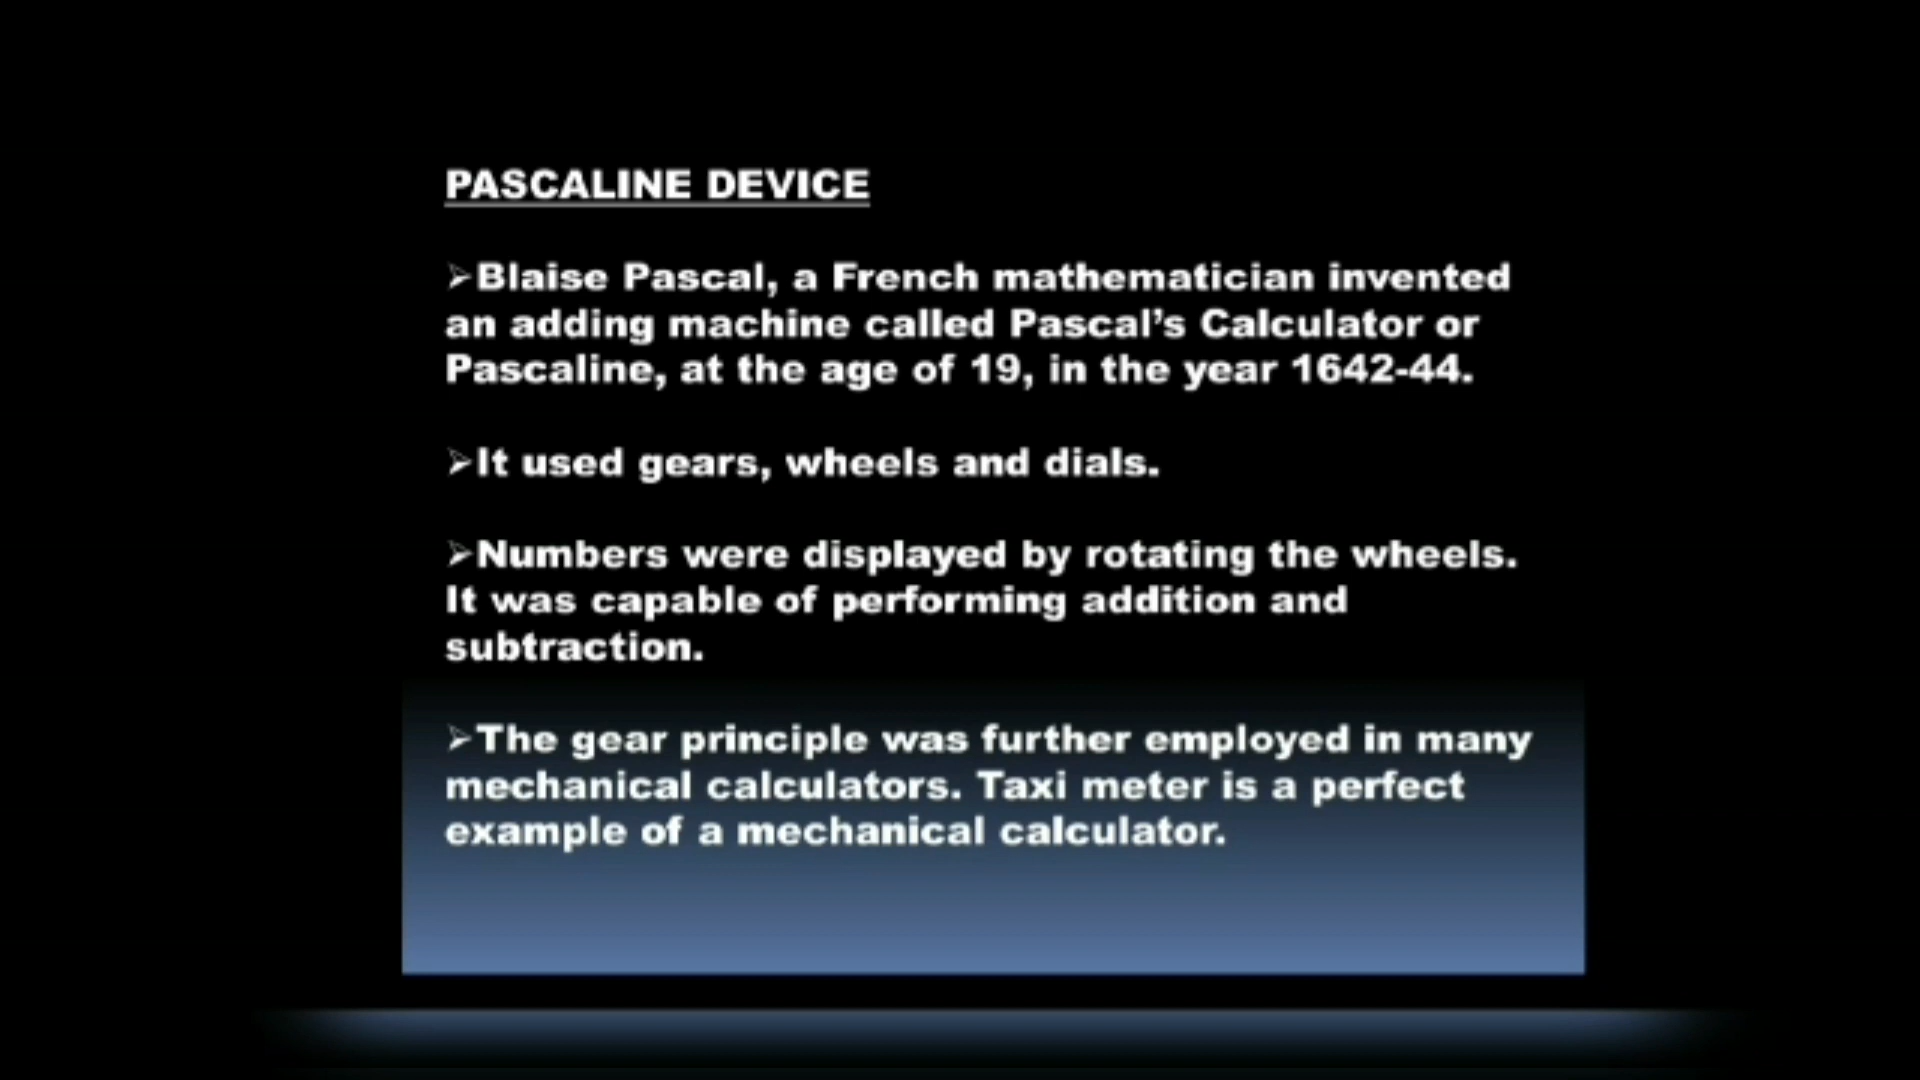 PASCALINE DEVICE
➢Blaise Pascal, a French mathematician invented
an adding machine called Pascal’s Calculator or
Pascaline, at the age of 19, in the year 1642-44.
➢It used gears, wheels and dials.
➢Numbers were displayed by rotating the wheels.
It was capable of performing addition and
subtraction.
➢The gear principle was further employed in many
mechanical calculators. Taxi meter is a perfect
example of a mechanical calculator.